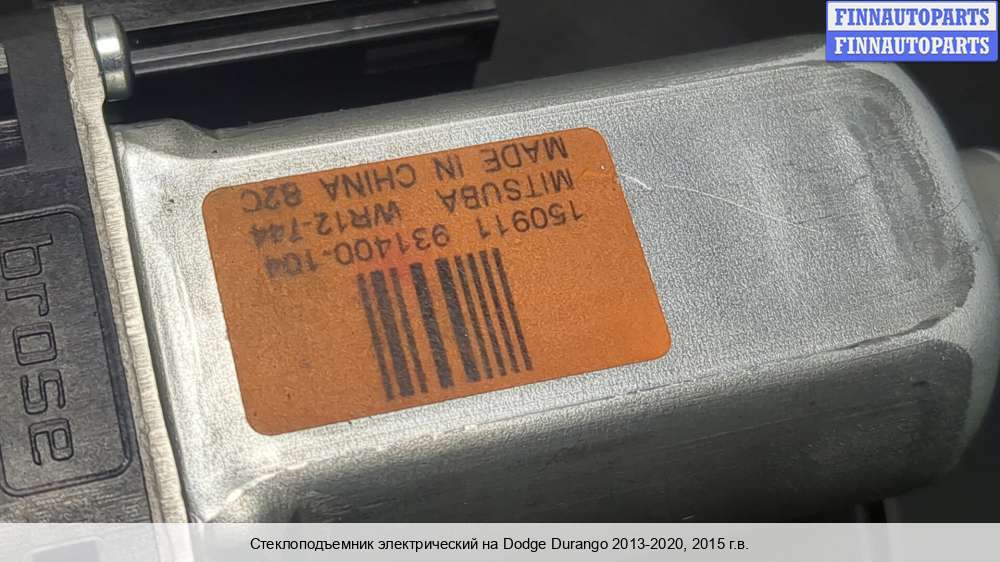 FINNAUTOPARTS
FINNAUTOPARTS
brose
150911 931400-104
MITSUBA WR12-744
MADE IN CHINA 82C
Стеклоподъемник электрический на Dodge Durango 2013-2020, 2015 г.в.